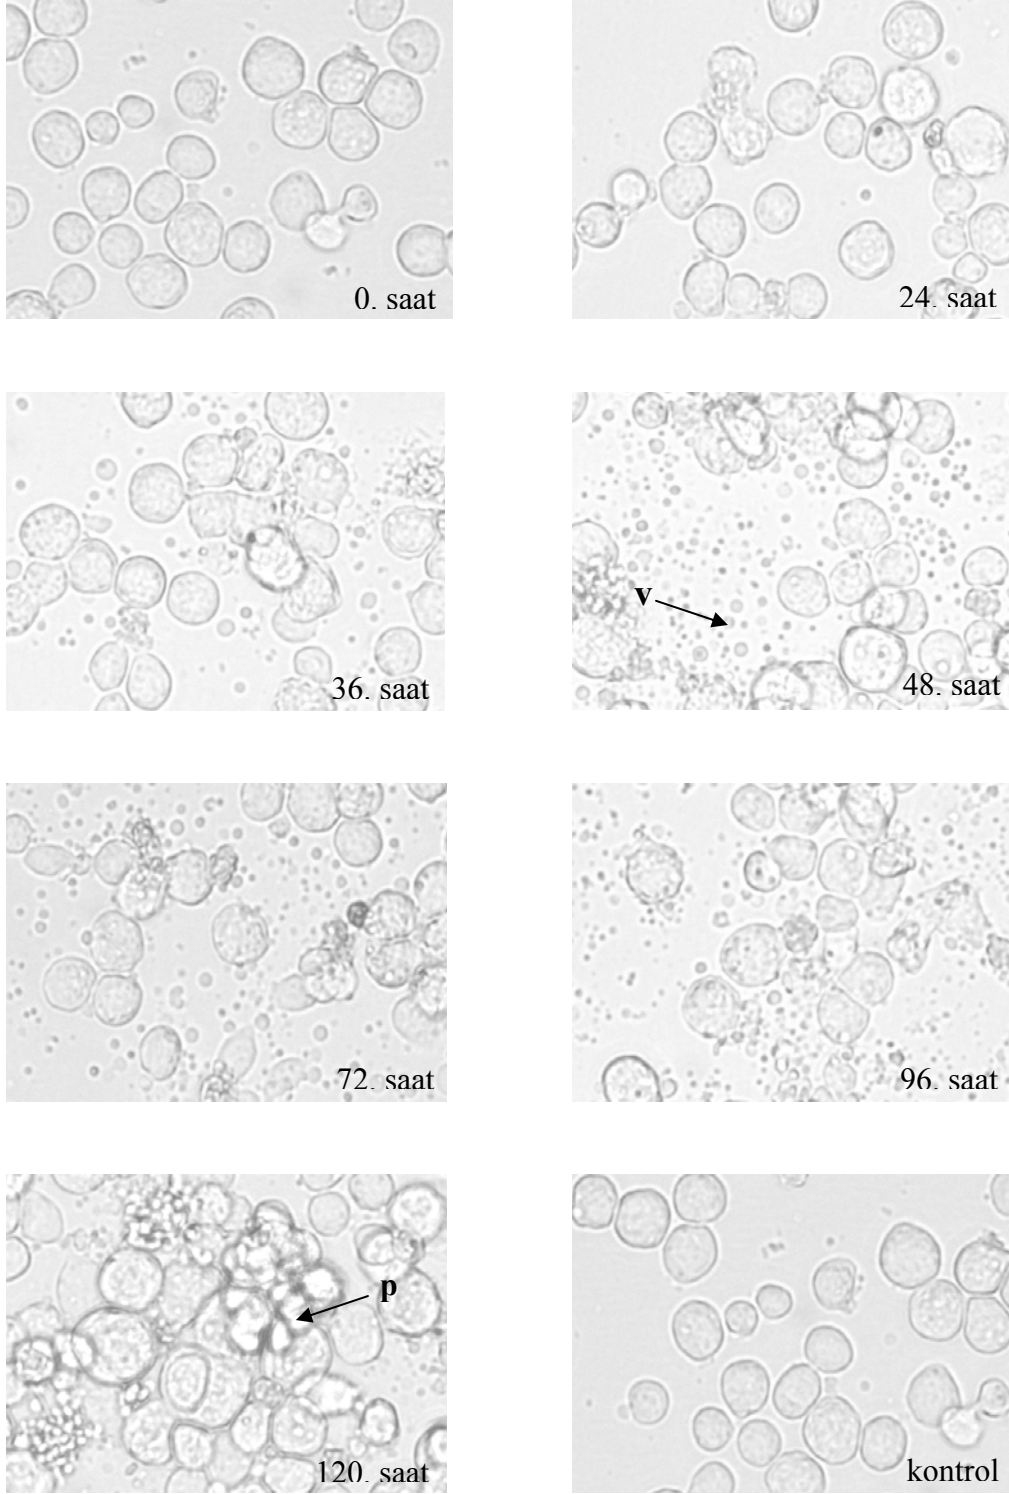 0. saat
24. saat
36. saat
v
48. saat
72. saat
96. saat
p
120. saat
kontrol